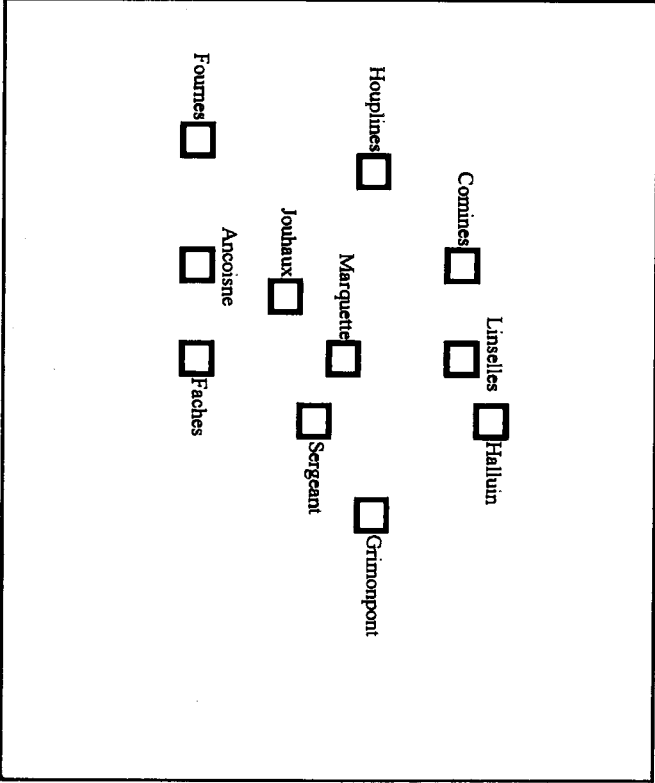 Halluin
Linselles
Comines
Grimonpont
Houplines
Marquette
Sergeant
Jouhaux
Ancoisne
Fournes
Faches